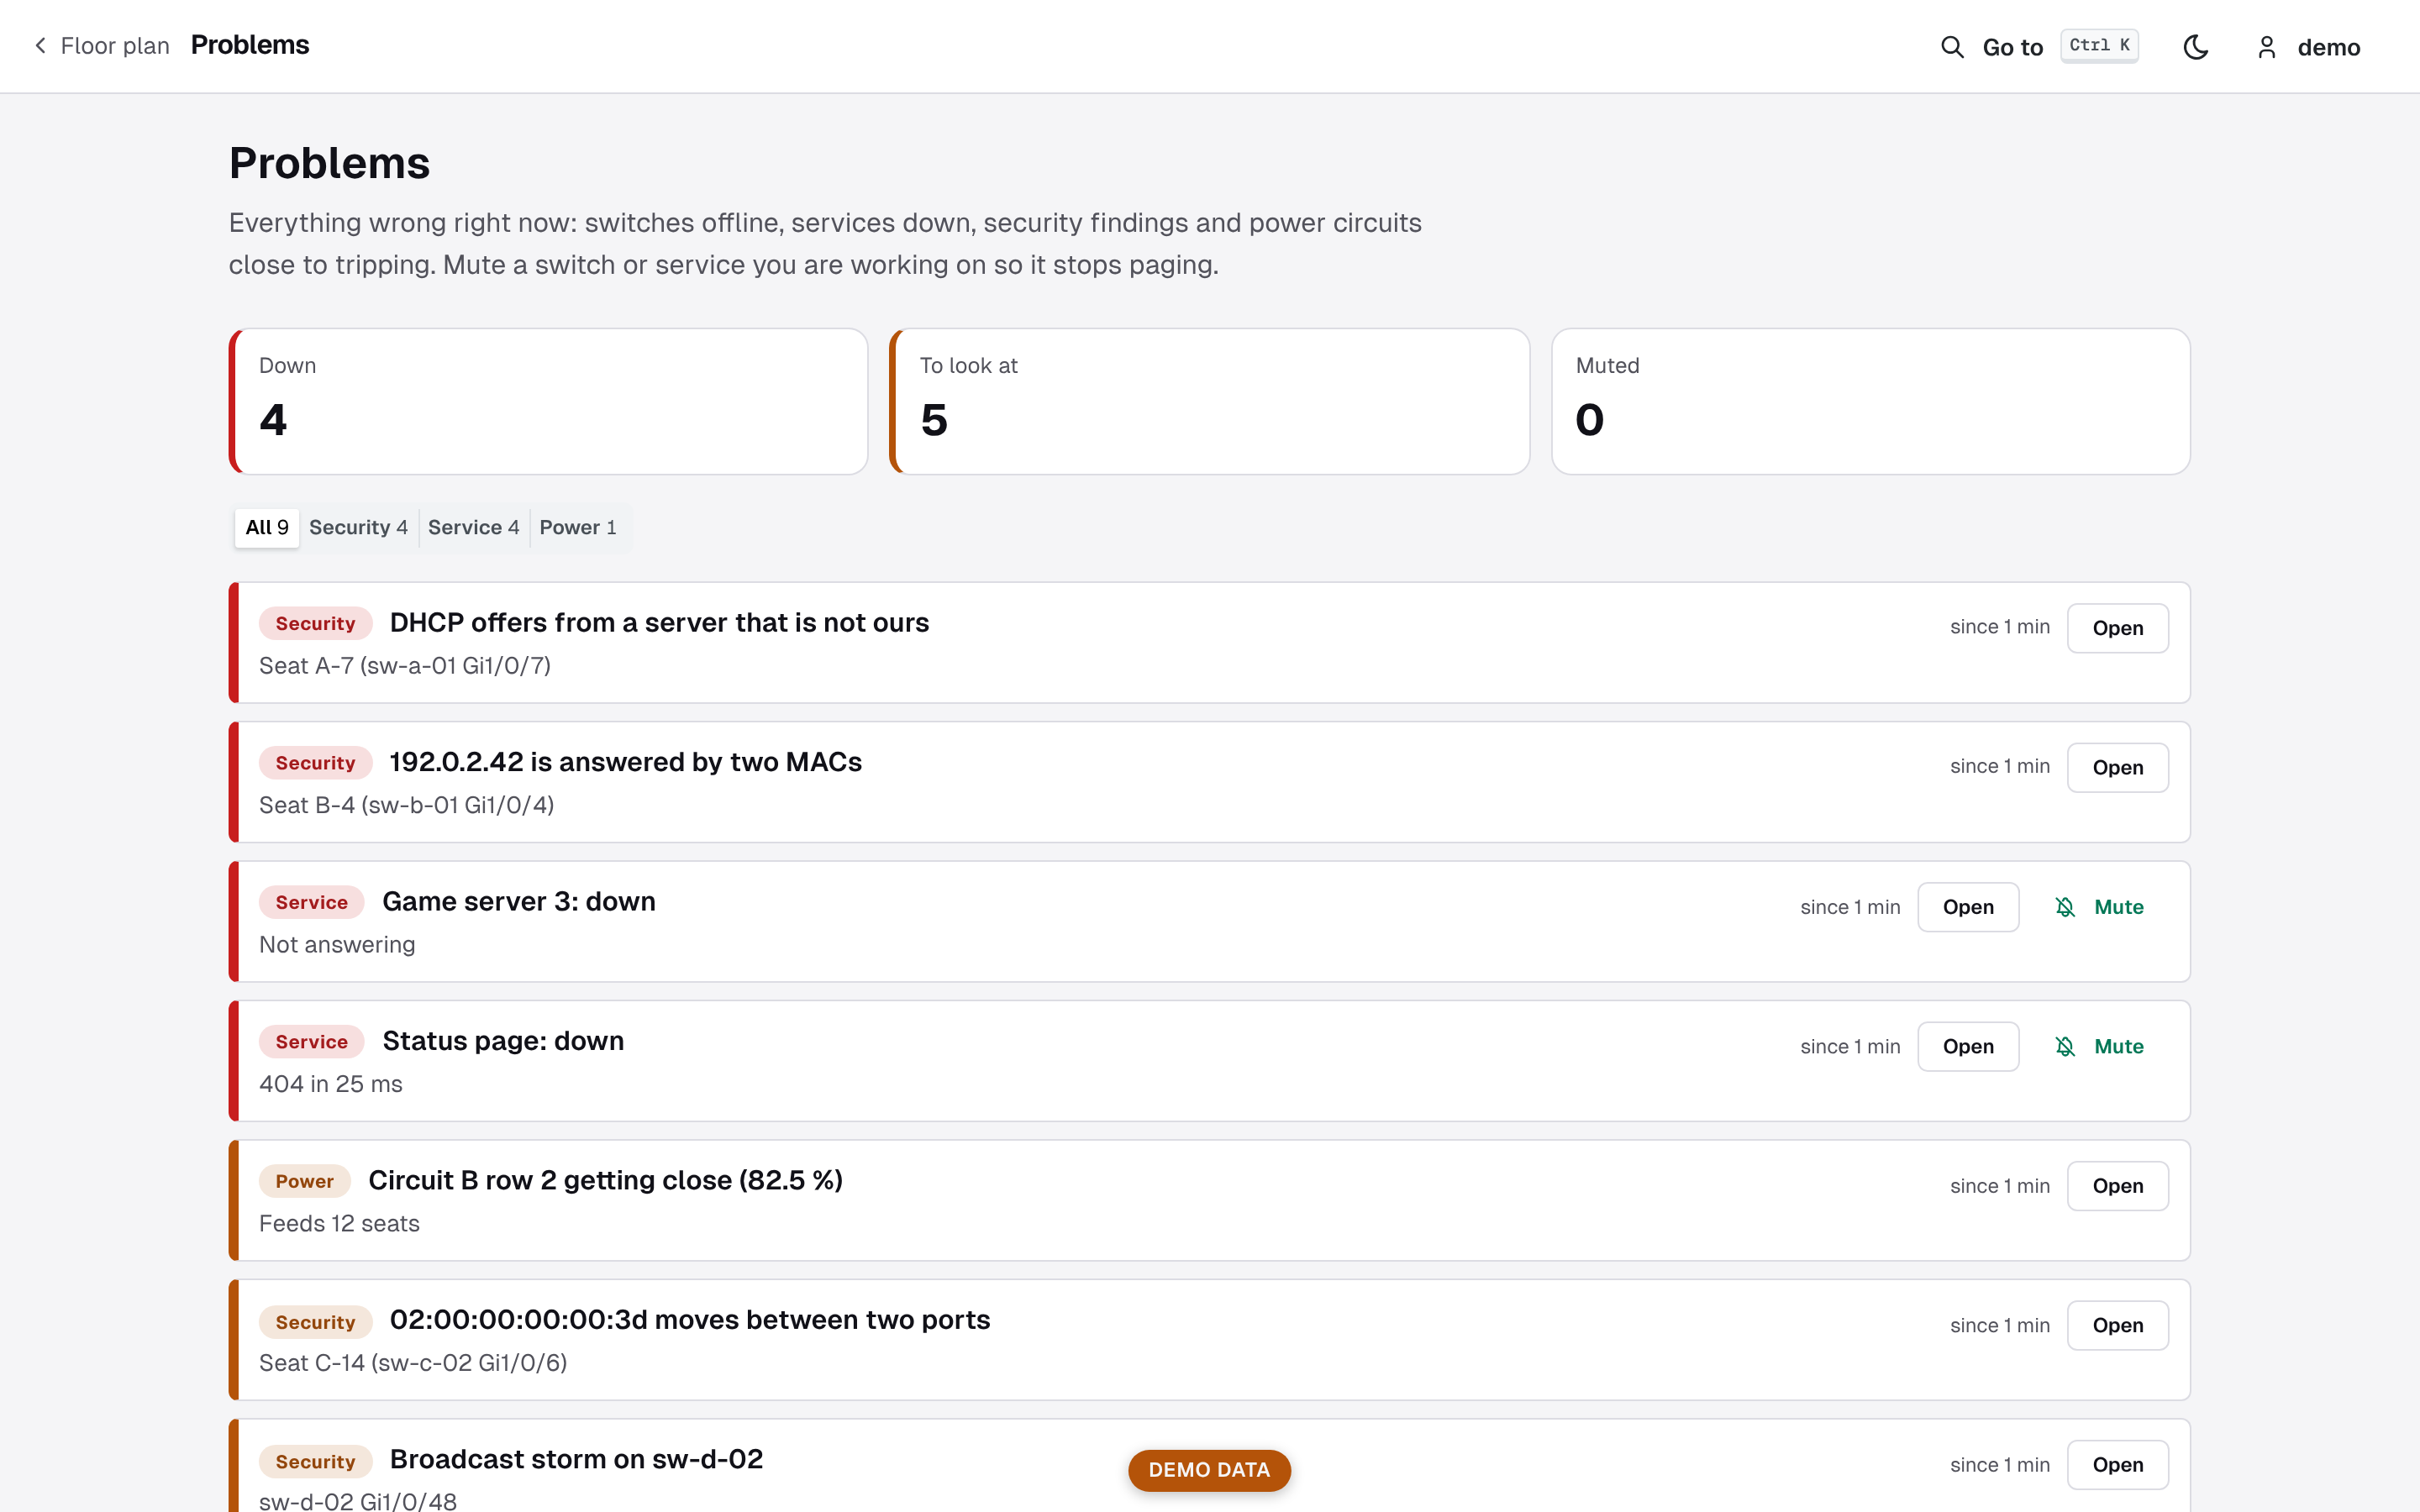 Floor plan Problems Go to Ctrl K demo
Problems
Everything wrong right now: switches offline, services down, security findings and power circuits
close to tripping. Mute a switch or service you are working on so it stops paging.
Down To look at Muted
4 5 0
All 9 Security 4 Service 4 Power 1
Security DHCP offers from a server that is not ours since 1 min Open
Seat A-7 (sw-a-01 Gi1/0/7)
Security 192.0.2.42 is answered by two MACs since 1 min Open
Seat B-4 (sw-b-01 Gi1/0/4)
Service Game server 3: down since 1 min Open Mute
Not answering
Service Status page: down since 1 min Open Mute
404 in 25 ms
Power Circuit B row 2 getting close (82.5 %) since 1 min Open
Feeds 12 seats
Security 02:00:00:00:00:3d moves between two ports since 1 min Open
Seat C-14 (sw-c-02 Gi1/0/6)
Security Broadcast storm on sw-d-02 DEMO DATA since 1 min Open
sw-d-02 Gi1/0/48